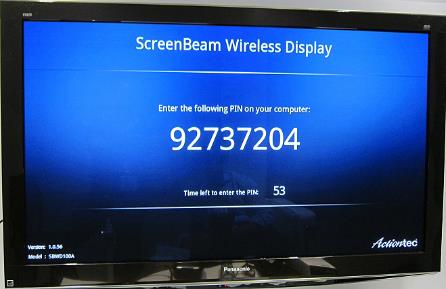 ScreenBeam Wireless Display
Enter the following PIN on your computer:
92737204
Time left to enter the PIN: 53
Version: 1.0.56
Model : SBWD100A
Actiontec
Panasonic